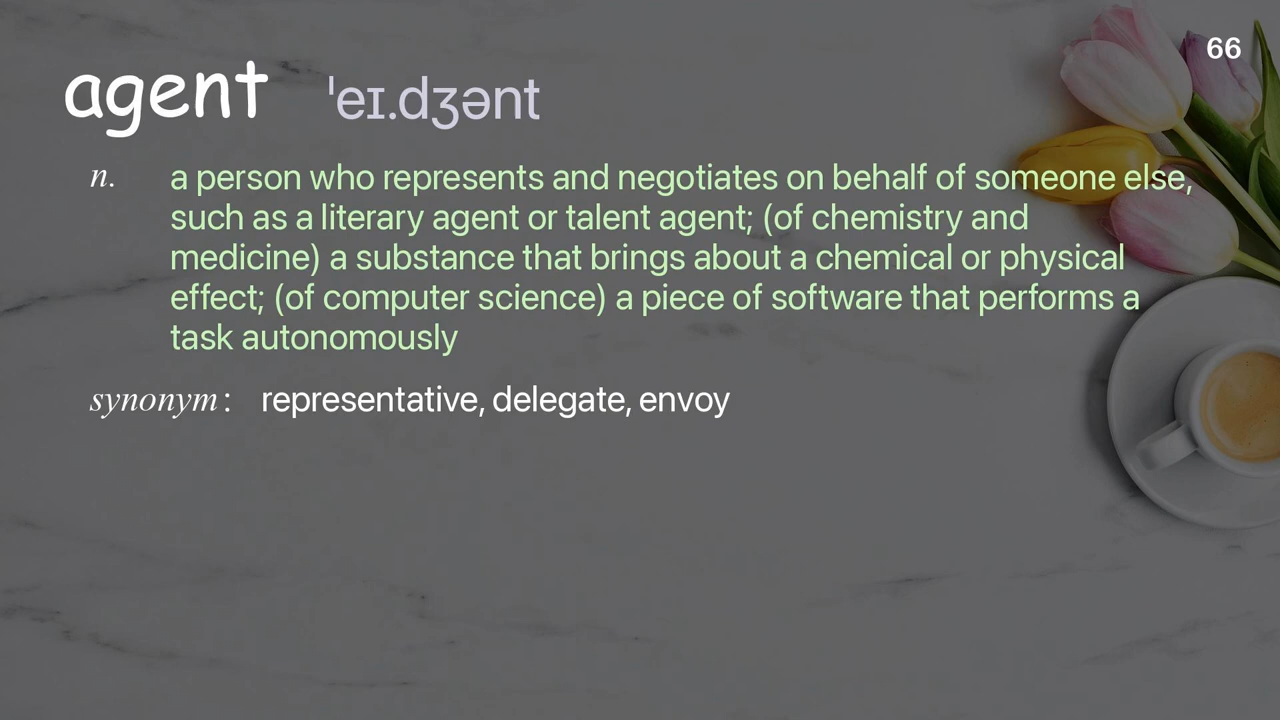 66
agent ˈeɪ.dʒənt
n. a person who represents and negotiates on behalf of someone else,
such as a literary agent or talent agent; (of chemistry and
medicine) a substance that brings about a chemical or physical
effect; (of computer science) a piece of software that performs a
task autonomously
synonym: representative, delegate, envoy